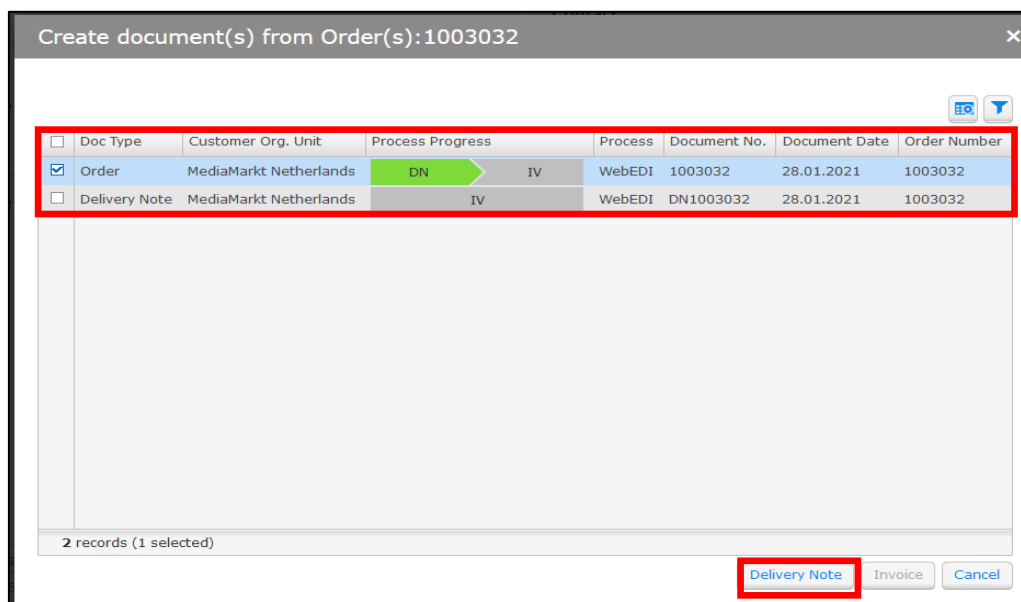 Create document(s) from Order(s):1003032 ×
Doc Type Customer Org. Unit Process Progress Process Document No. Document Date Order Number
Order MediaMarkt Netherlands DN IV WebEDI 1003032 28.01.2021 1003032
Delivery Note MediaMarkt Netherlands IV WebEDI DN1003032 28.01.2021 1003032
2 records (1 selected)
Delivery Note Invoice Cancel